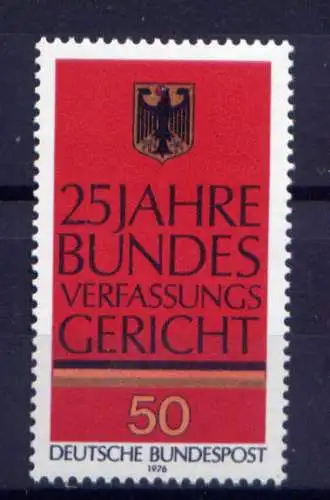 25 JAHRE
BUNDES
VERFASSUNGS
GERICHT
50
DEUTSCHE BUNDESPOST
1976